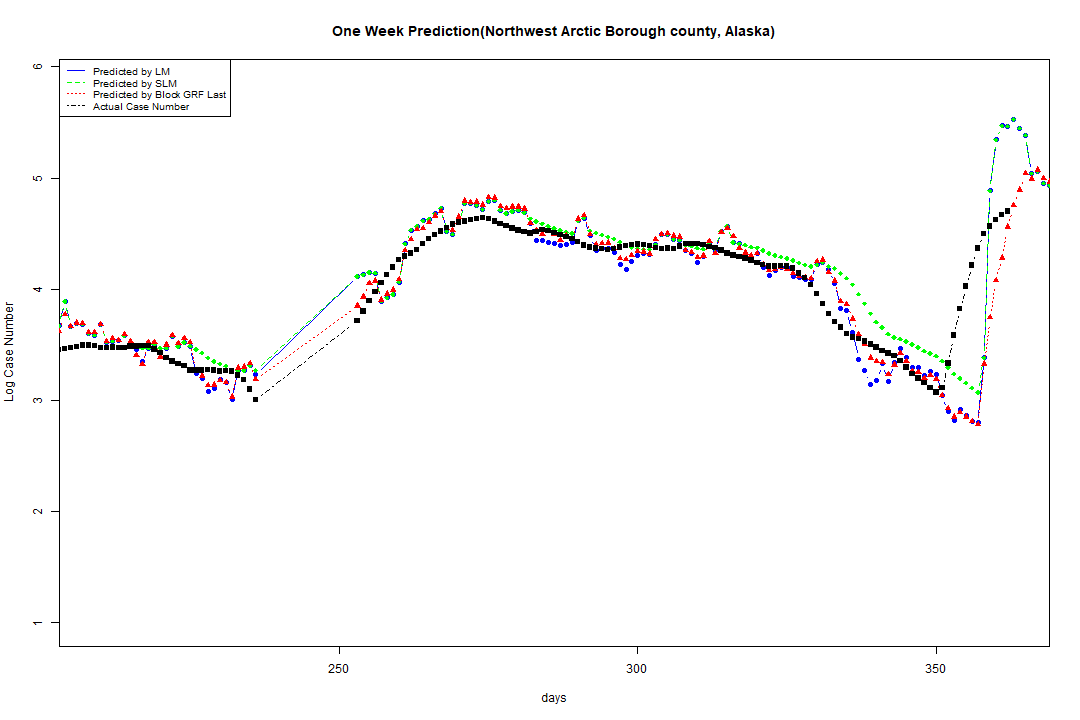 One Week Prediction(Northwest Arctic Borough county, Alaska)
6
Predicted by LM
Predicted by SLM
Predicted by Block GRF Last
Actual Case Number
5
4
3
2
1
Log Case Number
250
300
350
days